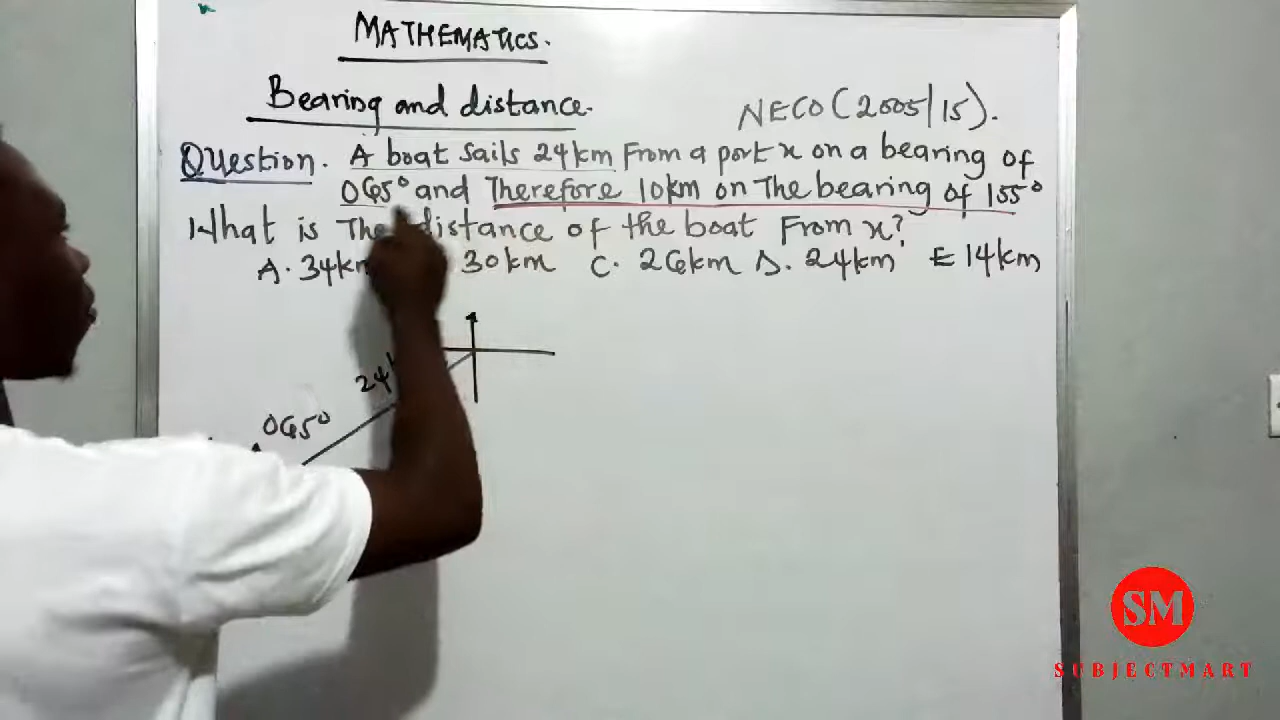 MATHEMATICS.
Bearing and distance.
NECO (2005/15).
Question. A boat sails 24km From a port x on a bearing of
065° and Therefore 10km on The bearing of 155°
What is The distance of the boat From x?
A. 34km 30km C. 26km D. 24km E 14km
24
065°
SM
SUBJECTMART